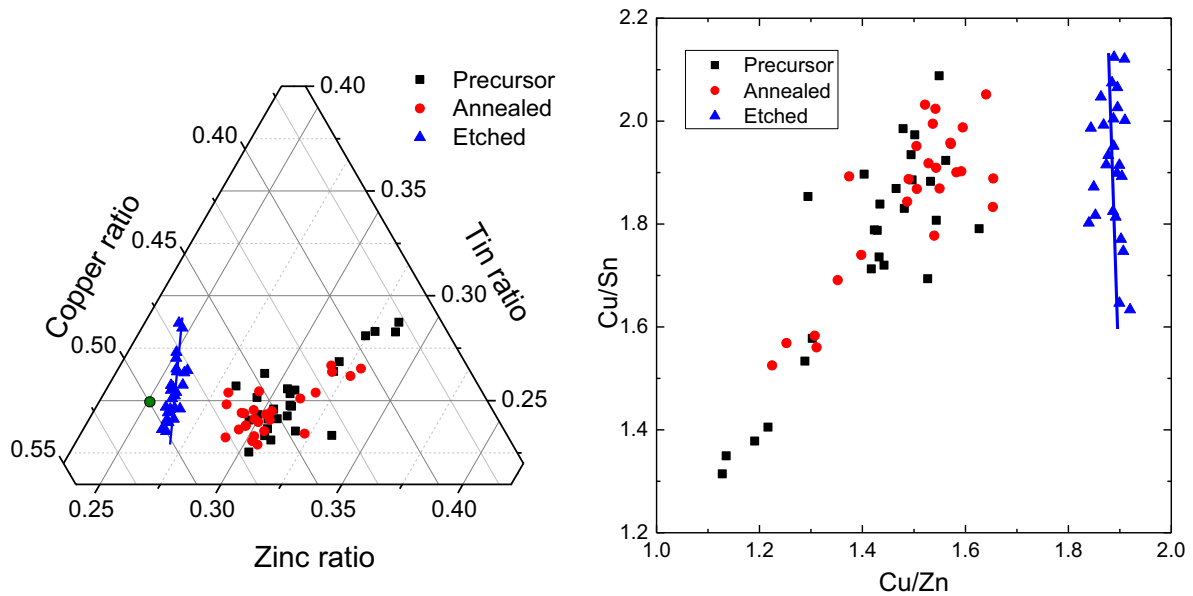 Precursor
Annealed
Etched
0.40
0.35
0.30
0.25
Tin ratio
0.40
0.45
0.50
0.55
Copper ratio
0.25
0.30
0.35
0.40
Zinc ratio
2.2
2.0
1.8
1.6
1.4
1.2
Cu/Sn
Precursor
Annealed
Etched
1.0 1.2 1.4 1.6 1.8 2.0
Cu/Zn